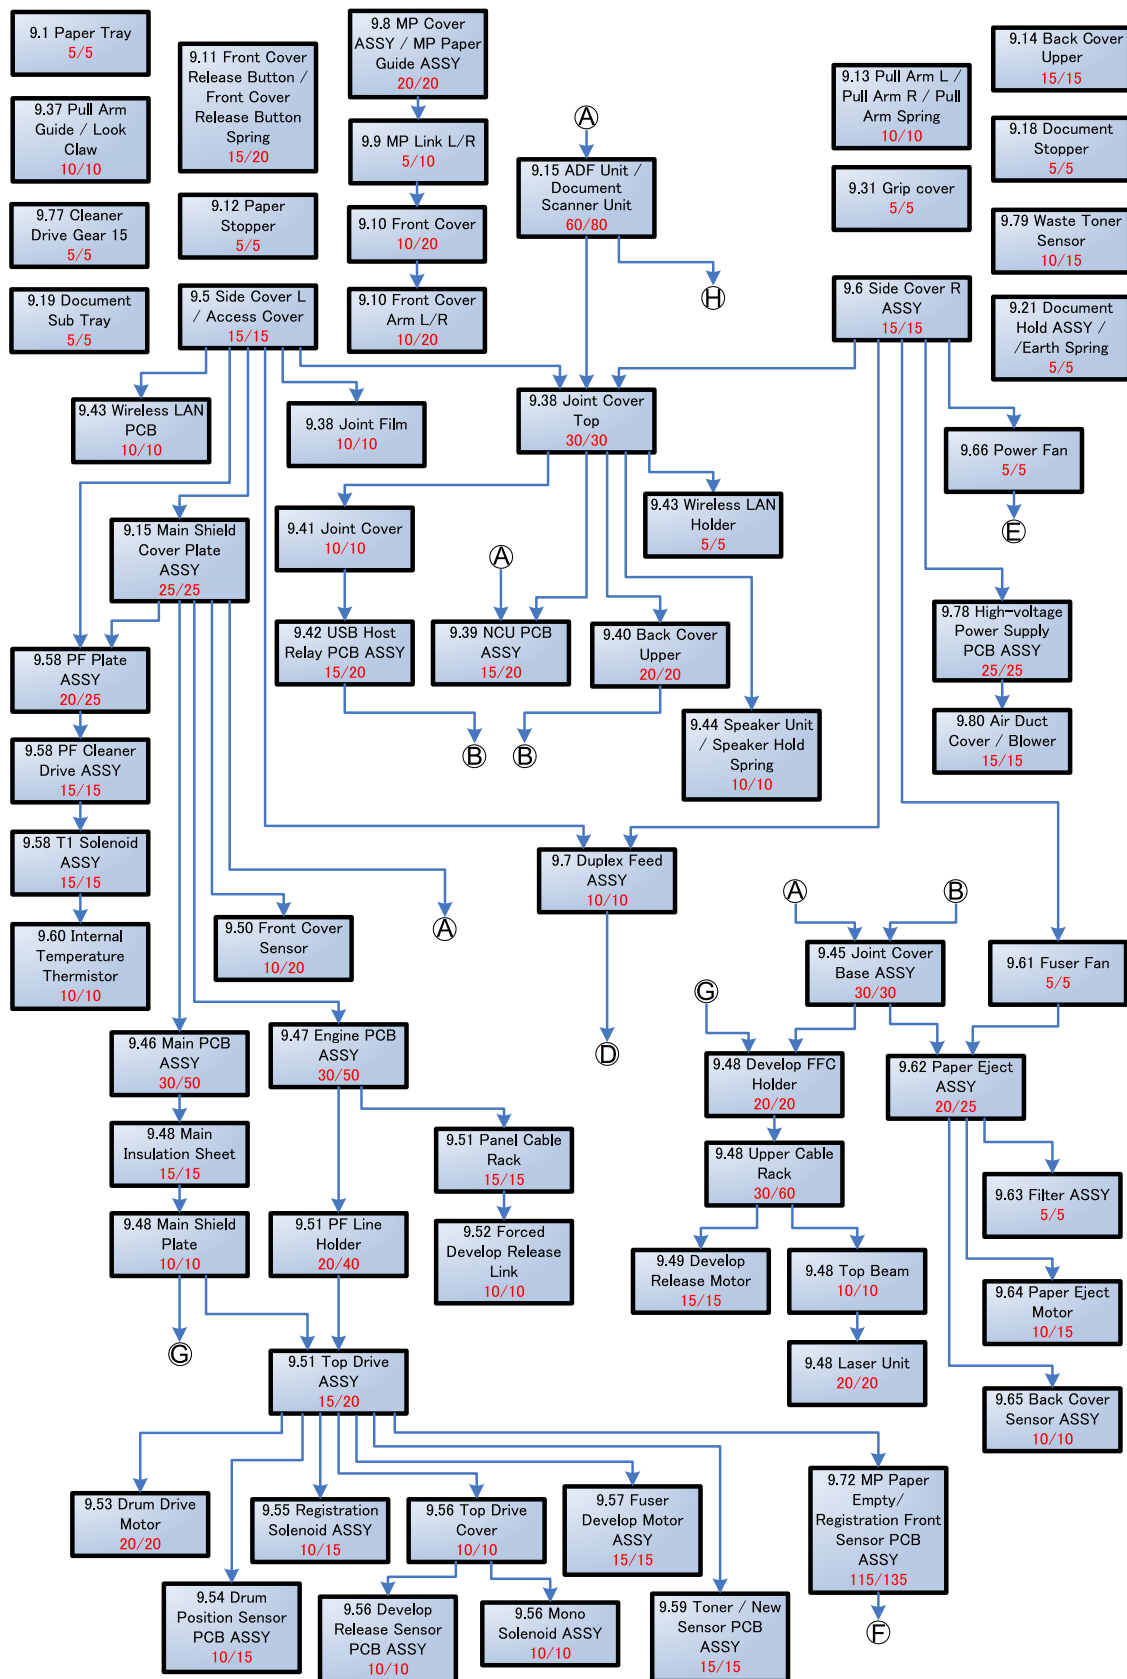 9.1 Paper Tray
5/5
9.37 Pull Arm
Guide / Look
Claw
10/10
9.77 Cleaner
Drive Gear 15
5/5
9.19 Document
Sub Tray
5/5
9.11 Front Cover
Release Button /
Front Cover
Release Button
Spring
15/20
9.12 Paper
Stopper
5/5
9.5 Side Cover L
/ Access Cover
15/15
9.8 MP Cover
ASSY / MP Paper
Guide ASSY
20/20
9.9 MP Link L/R
5/10
9.10 Front Cover
10/20
9.10 Front Cover
Arm L/R
10/20
A
9.15 ADF Unit /
Document
Scanner Unit
60/80
H
9.13 Pull Arm L /
Pull Arm R / Pull
Arm Spring
10/10
9.31 Grip cover
5/5
9.6 Side Cover R
ASSY
15/15
9.14 Back Cover
Upper
15/15
9.18 Document
Stopper
5/5
9.79 Waste Toner
Sensor
10/15
9.21 Document
Hold ASSY /
/Earth Spring
5/5
9.43 Wireless LAN
PCB
10/10
9.38 Joint Film
10/10
9.38 Joint Cover
Top
30/30
9.66 Power Fan
5/5
E
9.15 Main Shield
Cover Plate
ASSY
25/25
9.41 Joint Cover
10/10
9.43 Wireless LAN
Holder
5/5
A
9.58 PF Plate
ASSY
20/25
9.42 USB Host
Relay PCB ASSY
15/20
9.39 NCU PCB
ASSY
15/20
9.40 Back Cover
Upper
20/20
9.78 High-voltage
Power Supply
PCB ASSY
25/25
B
B
9.44 Speaker Unit
/ Speaker Hold
Spring
10/10
9.80 Air Duct
Cover / Blower
15/15
9.58 PF Cleaner
Drive ASSY
15/15
9.58 T1 Solenoid
ASSY
15/15
9.60 Internal
Temperature
Thermistor
10/10
9.50 Front Cover
Sensor
10/20
A
9.7 Duplex Feed
ASSY
10/10
D
A
B
9.45 Joint Cover
Base ASSY
30/30
9.61 Fuser Fan
5/5
G
9.46 Main PCB
ASSY
30/50
9.47 Engine PCB
ASSY
30/50
9.48 Develop FFC
Holder
20/20
9.62 Paper Eject
ASSY
20/25
9.48 Main
Insulation Sheet
15/15
9.51 Panel Cable
Rack
15/15
9.48 Upper Cable
Rack
30/60
9.63 Filter ASSY
5/5
9.48 Main Shield
Plate
10/10
9.51 PF Line
Holder
20/40
9.52 Forced
Develop Release
Link
10/10
9.49 Develop
Release Motor
15/15
9.48 Top Beam
10/10
9.64 Paper Eject
Motor
10/15
G
9.48 Laser Unit
20/20
9.51 Top Drive
ASSY
15/20
9.65 Back Cover
Sensor ASSY
10/10
9.53 Drum Drive
Motor
20/20
9.55 Registration
Solenoid ASSY
10/15
9.56 Top Drive
Cover
10/10
9.57 Fuser
Develop Motor
ASSY
15/15
9.72 MP Paper
Empty/
Registration Front
Sensor PCB
ASSY
115/135
9.54 Drum
Position Sensor
PCB ASSY
10/15
9.56 Develop
Release Sensor
PCB ASSY
10/10
9.56 Mono
Solenoid ASSY
10/10
9.59 Toner / New
Sensor PCB
ASSY
15/15
F